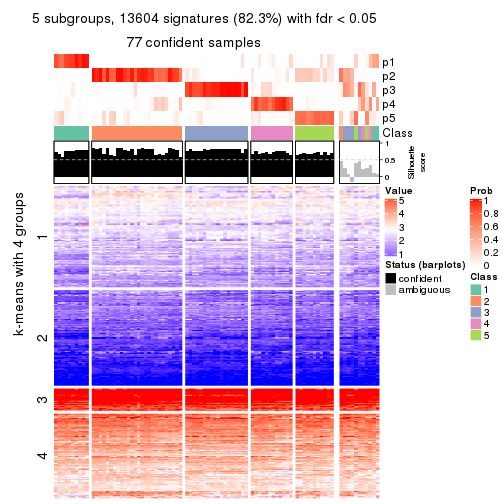 5 subgroups, 13604 signatures (82.3%) with fdr < 0.05
77 confident samples
p1
p2
p3
p4
p5
Class
1
0.5
0
Silhouette
score
k-means with 4 groups
1
2
3
4
Value
5
4
3
2
1
Status (barplots)
confident
ambiguous
Prob
1
0.8
0.6
0.4
0.2
0
Class
1
2
3
4
5